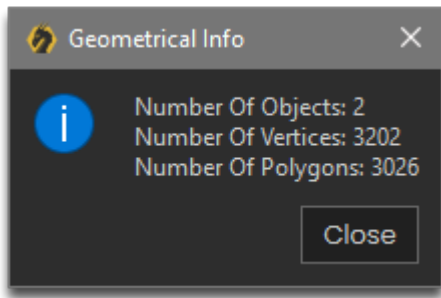 Geometrical Info
Number Of Objects: 2
Number Of Vertices: 3202
Number Of Polygons: 3026
Close